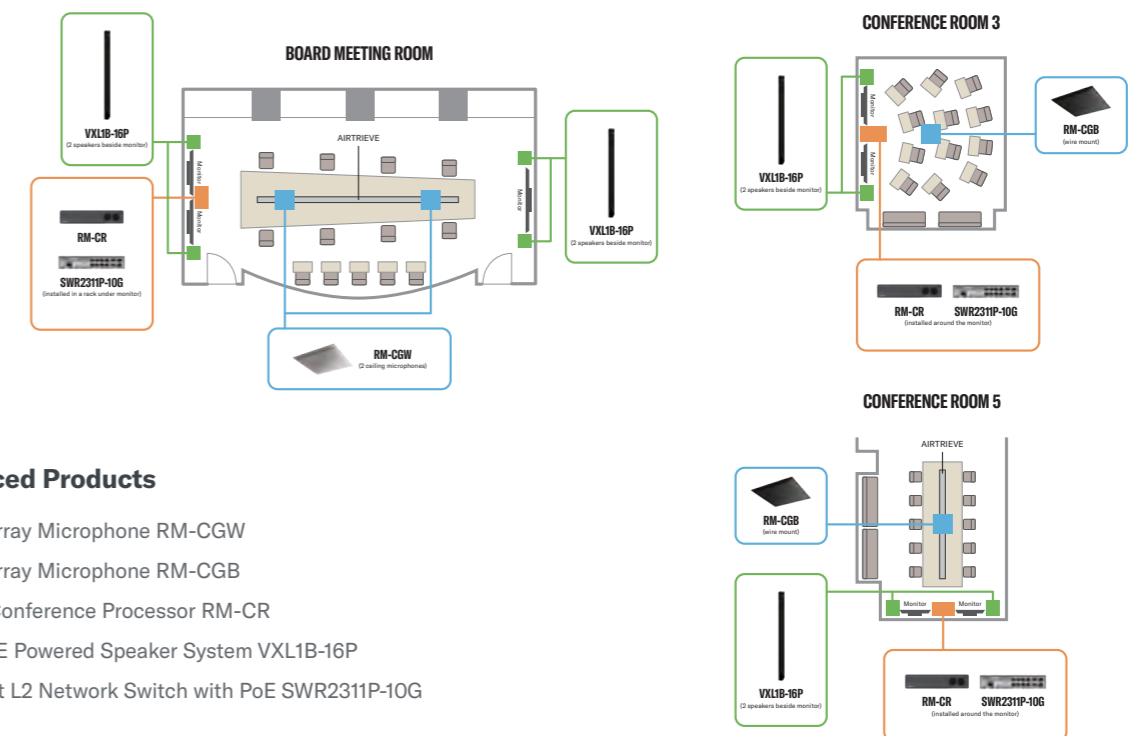 BOARD MEETING ROOM
VXL1B-16P
(2 speakers beside monitor)
AIRTRIEVE
Monitor
Monitor
Monitor
RM-CR
SWR2311P-10G
(installed in a rack under monitor)
VXL1B-16P
(2 speakers beside monitor)
RM-CGW
(2 ceiling microphones)
CONFERENCE ROOM 3
VXL1B-16P
(2 speakers beside monitor)
Monitor
Monitor
RM-CGB
(wire mount)
RM-CR
SWR2311P-10G
(installed around the monitor)
CONFERENCE ROOM 5
AIRTRIEVE
RM-CGB
(wire mount)
Monitor
Monitor
VXL1B-16P
(2 speakers beside monitor)
RM-CR
SWR2311P-10G
(installed around the monitor)
ced Products
rray Microphone RM-CGW
rray Microphone RM-CGB
Conference Processor RM-CR
E Powered Speaker System VXL1B-16P
t L2 Network Switch with PoE SWR2311P-10G